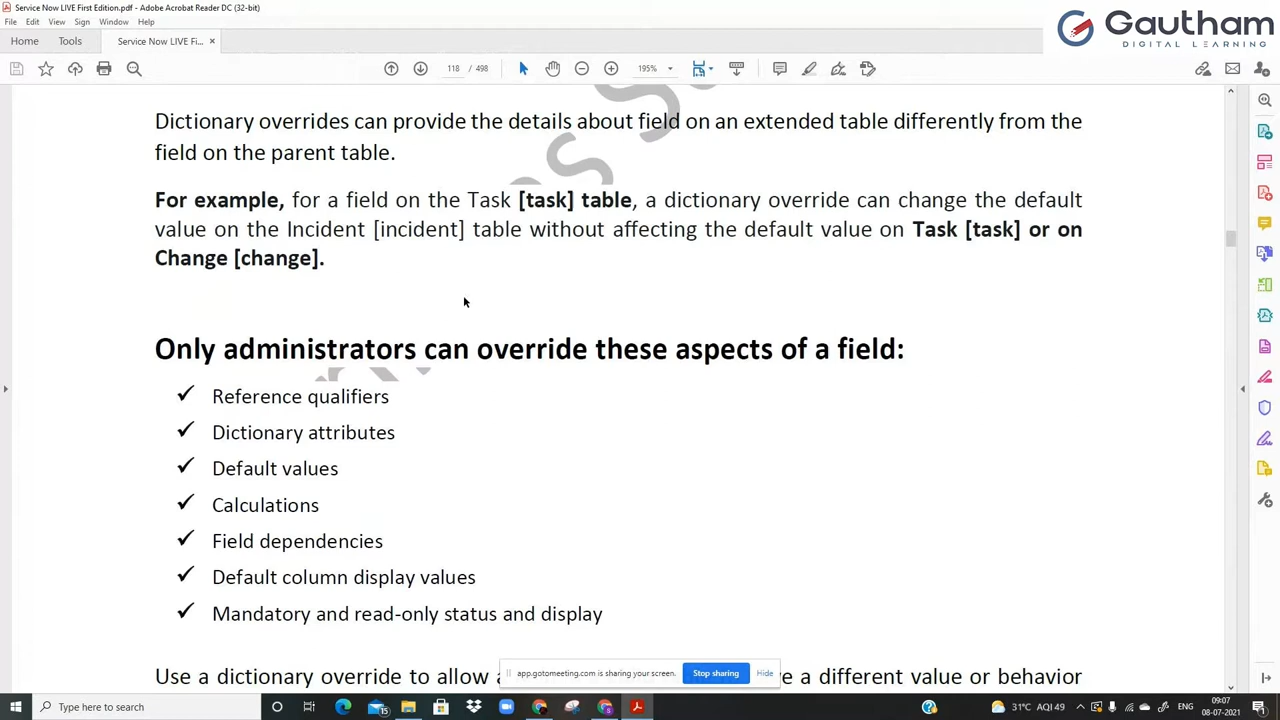 Service Now LIVE First Edition.pdf - Adobe Acrobat Reader DC (32-bit)
File Edit View Sign Window Help
Gautham
DIGITAL LEARNING
Home Tools Service Now LIVE Fi... ×
118 / 498 195%
Dictionary overrides can provide the details about field on an extended table differently from the
field on the parent table.
For example, for a field on the Task [task] table, a dictionary override can change the default
value on the Incident [incident] table without affecting the default value on Task [task] or on
Change [change].
Only administrators can override these aspects of a field:
✓ Reference qualifiers
✓ Dictionary attributes
✓ Default values
✓ Calculations
✓ Field dependencies
✓ Default column display values
✓ Mandatory and read-only status and display
Use a dictionary override to allow a
e a different value or behavior
app.gotomeeting.com is sharing your screen. Stop sharing Hide
Type here to search
15
31°C AQI 49 ENG
09:07
08-07-2021